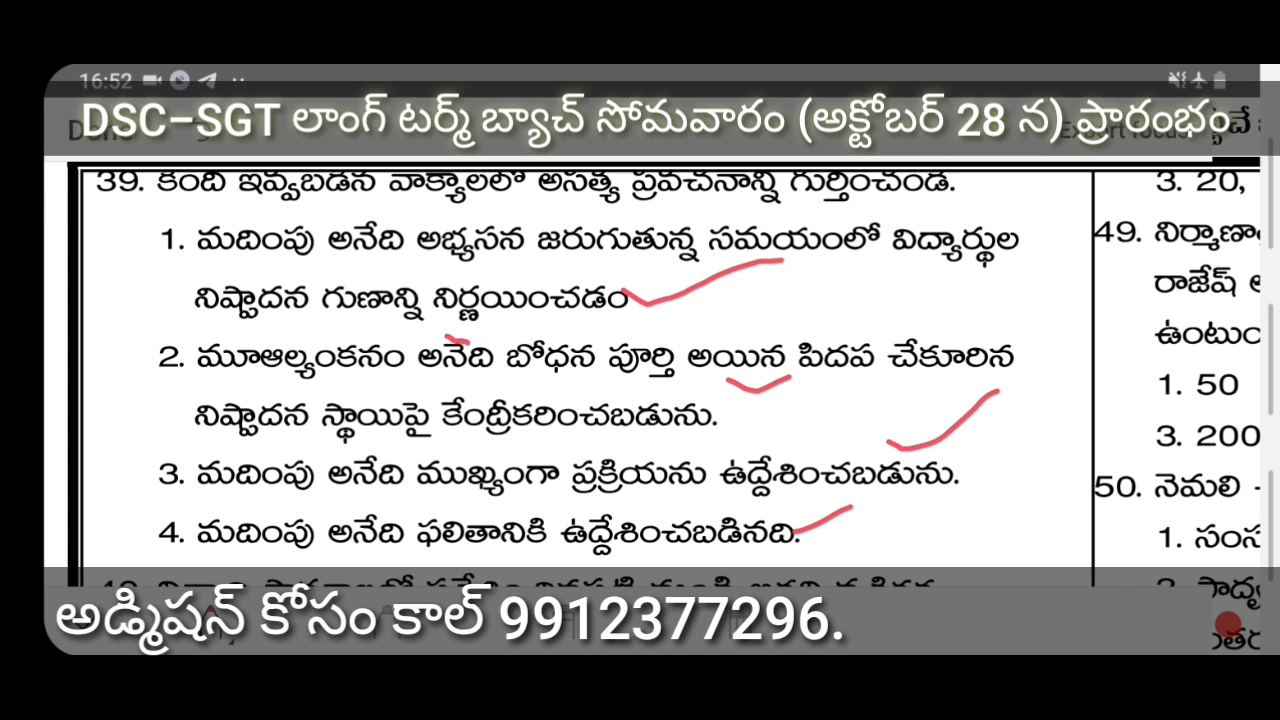 16:52
DSC-SGT లాంగ్ టర్మ్ బ్యాచ్ సోమవారం (అక్టోబర్ 28 న) ప్రారంభం
39. కింది ఇవ్వబడిన వాక్యాలలో అసత్య ప్రవచనాన్ని గుర్తించండి.
1. మదింపు అనేది అభ్యసన జరుగుతున్న సమయంలో విద్యార్థుల
నిష్పాదన గుణాన్ని నిర్ణయించడం
2. మూఆల్యంకనం అనేది బోధన పూర్తి అయిన పిదప చేకూరిన
నిష్పాదన స్థాయిపై కేంద్రీకరించబడును.
3. మదింపు అనేది ముఖ్యంగా ప్రక్రియను ఉద్దేశించబడును.
4. మదింపు అనేది ఫలితానికి ఉద్దేశించబడినది.
3. 20,
49.
రాజేష్
1. 50
3. 200
50. నెమలి -
1.
అడ్మిషన్ కోసం కాల్ 9912377296.